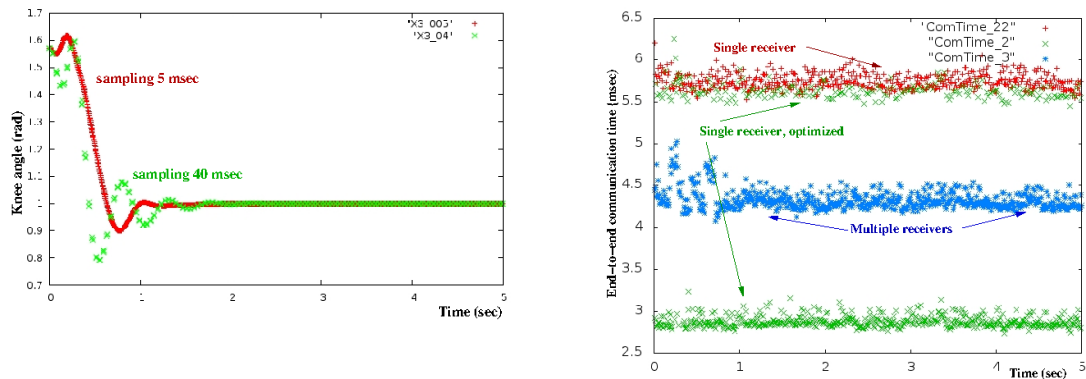 'X3_005'
'X3_04'
sampling 5 msec
sampling 40 msec
Knee angle (rad)
1.7
1.6
1.5
1.4
1.3
1.2
1.1
1
0.9
0.8
0.7
0
1
2
3
4
5
Time (sec)
'ComTime_22"
"ComTime_2"
"ComTime_3"
Single receiver
Single receiver, optimized
Multiple receivers
End-to-end communication time (msec)
6.5
6
5.5
5
4.5
4
3.5
3
2.5
0
1
2
3
4
5
Time (sec)